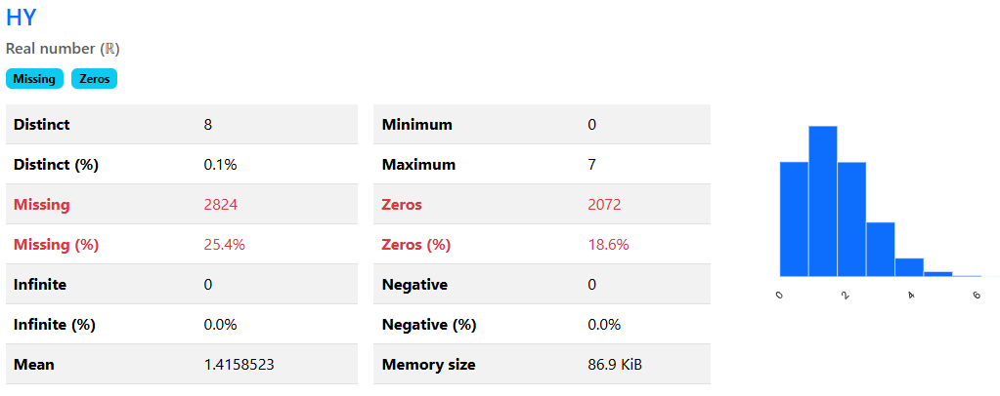 HY
Real number (ℝ)
Missing Zeros
Distinct 8
Distinct (%) 0.1%
Missing 2824
Missing (%) 25.4%
Infinite 0
Infinite (%) 0.0%
Mean 1.4158523
Minimum 0
Maximum 7
Zeros 2072
Zeros (%) 18.6%
Negative 0
Negative (%) 0.0%
Memory size 86.9 KiB
0 2 4 6